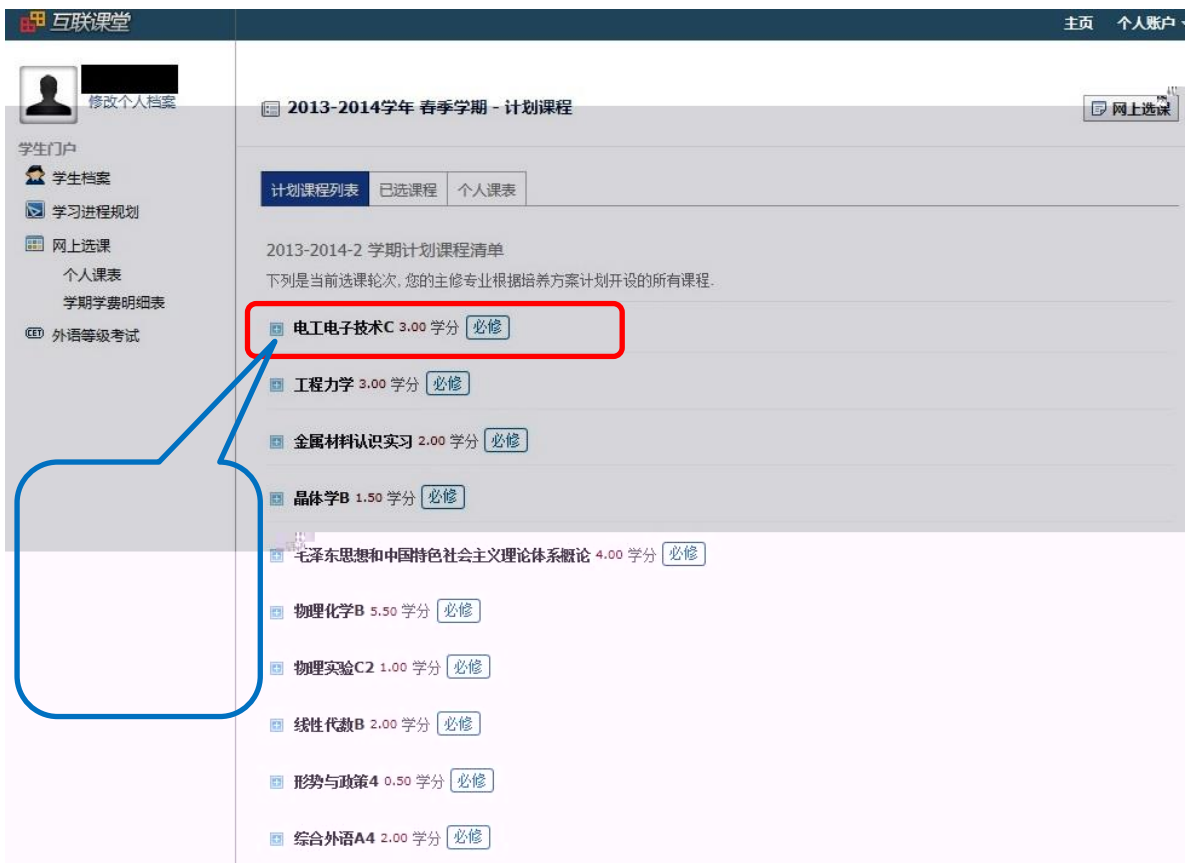 互联课堂
主页 个人账户
修改个人档案
2013-2014学年 春季学期 - 计划课程
网上选课
学生门户
学生档案
学习进程规划
网上选课
个人课表
学期学费明细表
CET 外语等级考试
计划课程列表 已选课程 个人课表
2013-2014-2 学期计划课程清单
下列是当前选课轮次, 您的主修专业根据培养方案计划开设的所有课程.
电工电子技术C 3.00 学分 必修
工程力学 3.00 学分 必修
金属材料认识实习 2.00 学分 必修
晶体学B 1.50 学分 必修
毛泽东思想和中国特色社会主义理论体系概论 4.00 学分 必修
物理化学B 5.50 学分 必修
物理实验C2 1.00 学分 必修
线性代数B 2.00 学分 必修
形势与政策4 0.50 学分 必修
综合外语A4 2.00 学分 必修